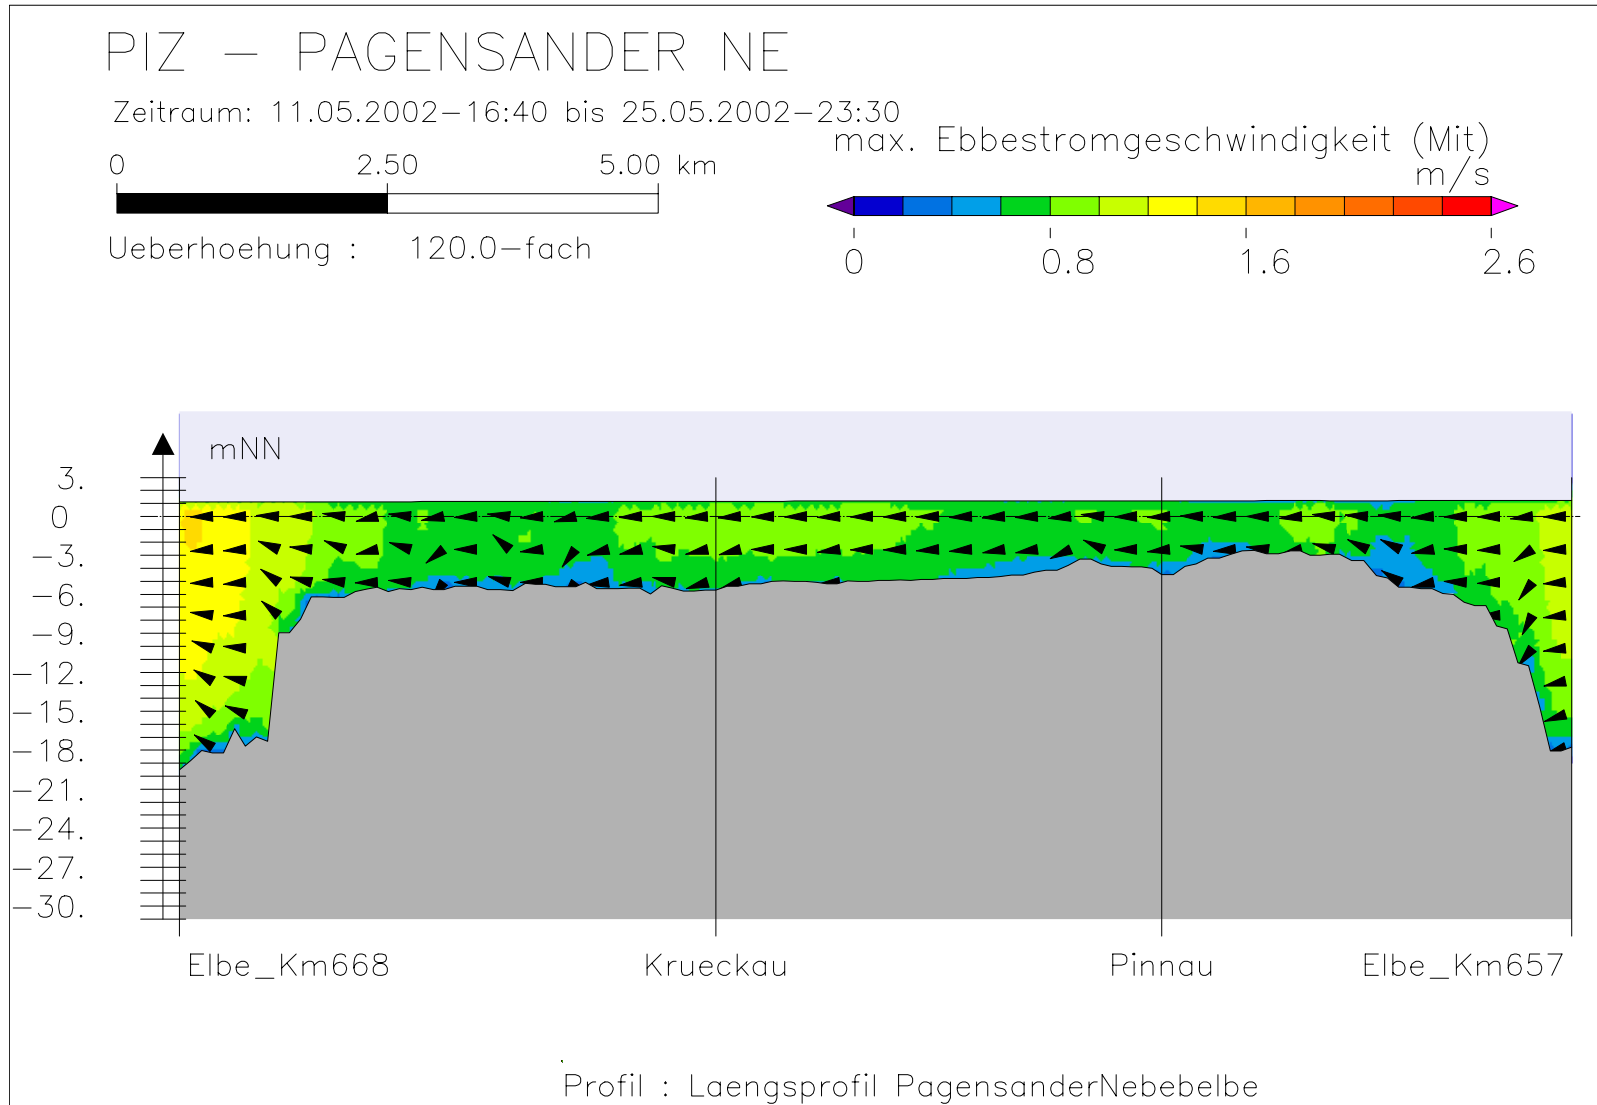 PIZ - PAGENSANDER NE
Zeitraum: 11.05.2002-16:40 bis 25.05.2002-23:30
max. Ebbestromgeschwindigkeit (Mit)
m/s
0 2.50 5.00 km
Ueberhoehung : 120.0-fach
0 0.8 1.6 2.6
mNN
3.
0
-3.
-6.
-9.
-12.
-15.
-18.
-21.
-24.
-27.
-30.
Elbe_Km668 Krueckau Pinnau Elbe_Km657
Profil : Laengsprofil PagensanderNebebelbe